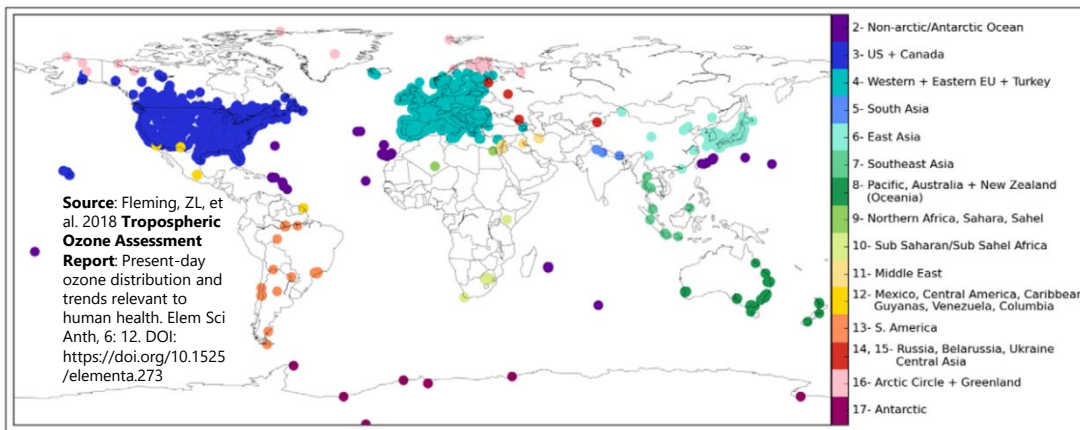 Source: Fleming, ZL, et
al. 2018 Tropospheric
Ozone Assessment
Report: Present-day
ozone distribution and
trends relevant to
human health. Elem Sci
Anth, 6: 12. DOI:
https://doi.org/10.1525
/elementa.273
2- Non-arctic/Antarctic Ocean
3- US + Canada
4- Western + Eastern EU + Turkey
5- South Asia
6- East Asia
7- Southeast Asia
8- Pacific, Australia + New Zealand
(Oceania)
9- Northern Africa, Sahara, Sahel
10- Sub Saharan/Sub Sahel Africa
11- Middle East
12- Mexico, Central America, Caribbean
Guyanas, Venezuela, Columbia
13- S. America
14, 15- Russia, Belarussia, Ukraine
Central Asia
16- Arctic Circle + Greenland
17- Antarctic